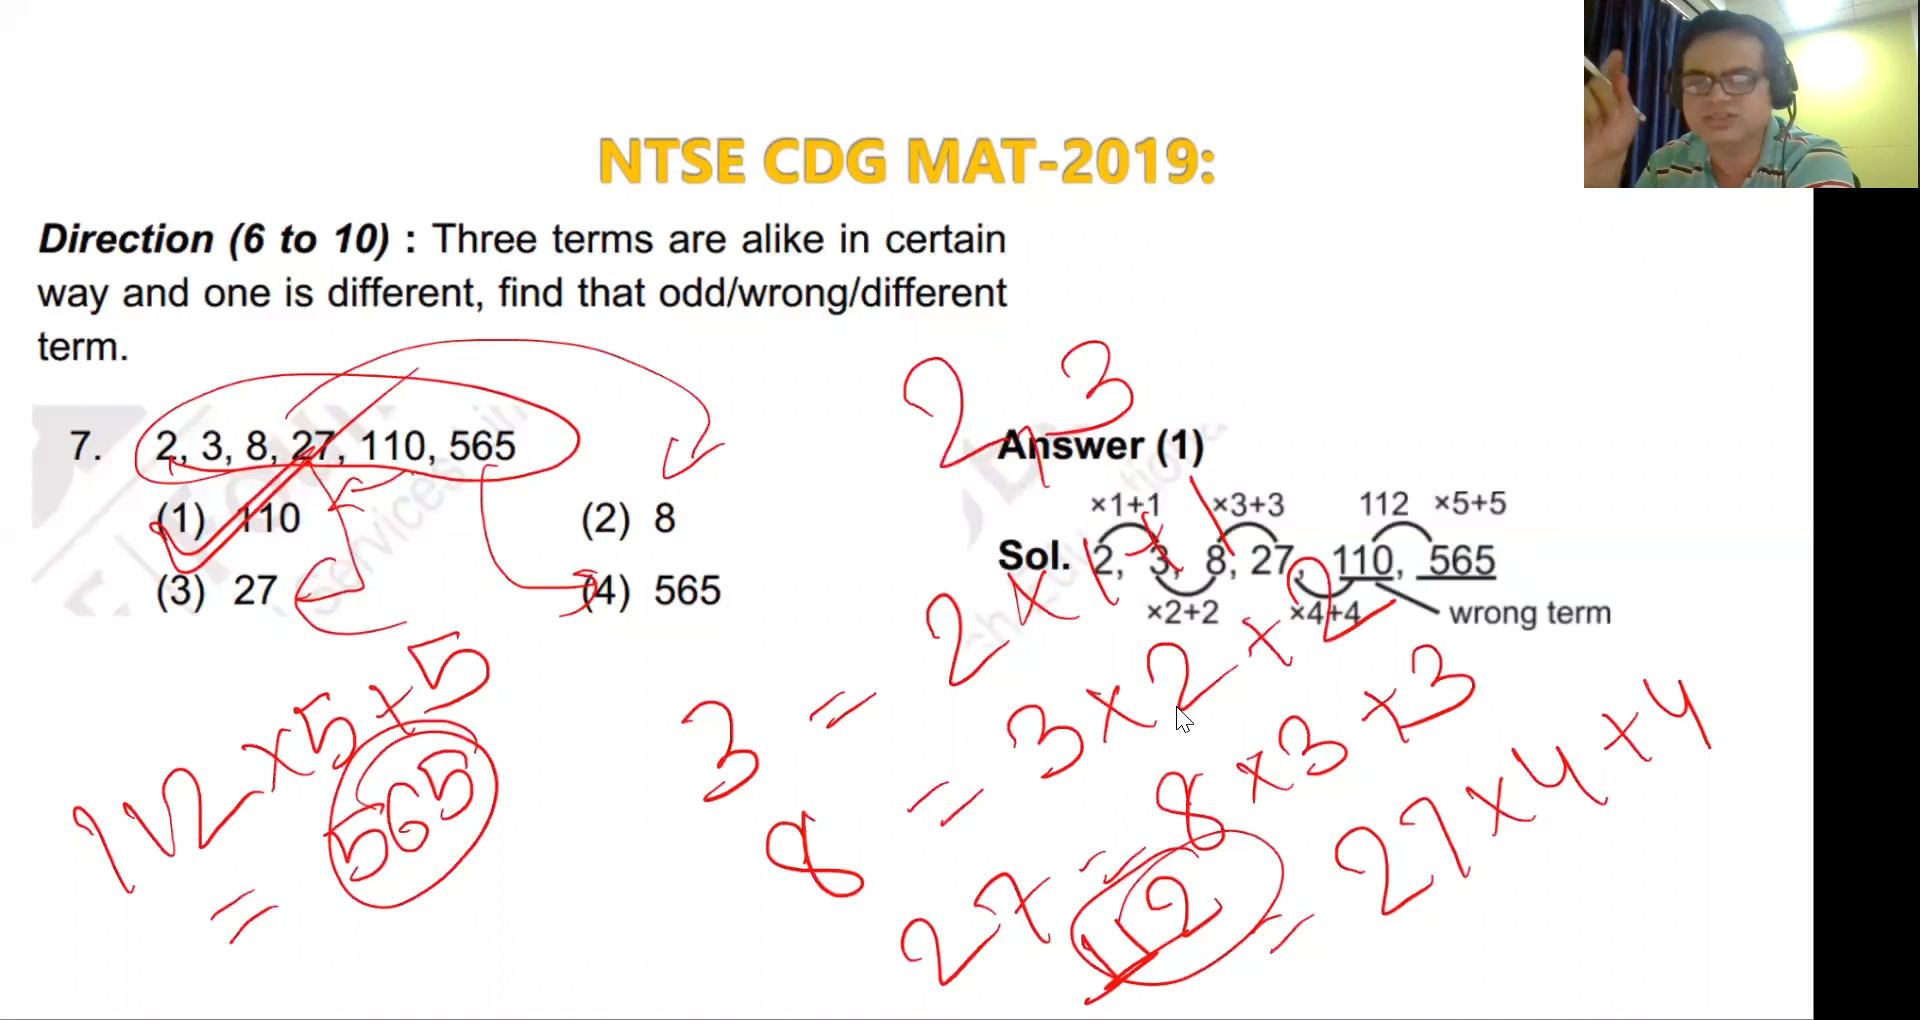 NTSE CDG MAT-2019:
Direction (6 to 10) : Three terms are alike in certain
way and one is different, find that odd/wrong/different
term.
7. 2, 3, 8, 27, 110, 565
(1) 110 (2) 8
(3) 27 (4) 565
2, 3
Answer (1)
×1+1 ×3+3 112 ×5+5
Sol. 2, 3, 8, 27, 110, 565
×2+2 ×4+4 wrong term
3 = 2×1+1
8 = 3×2+2
27 = 8×3+3
112 = 27×4+4
112×5+5
= 565